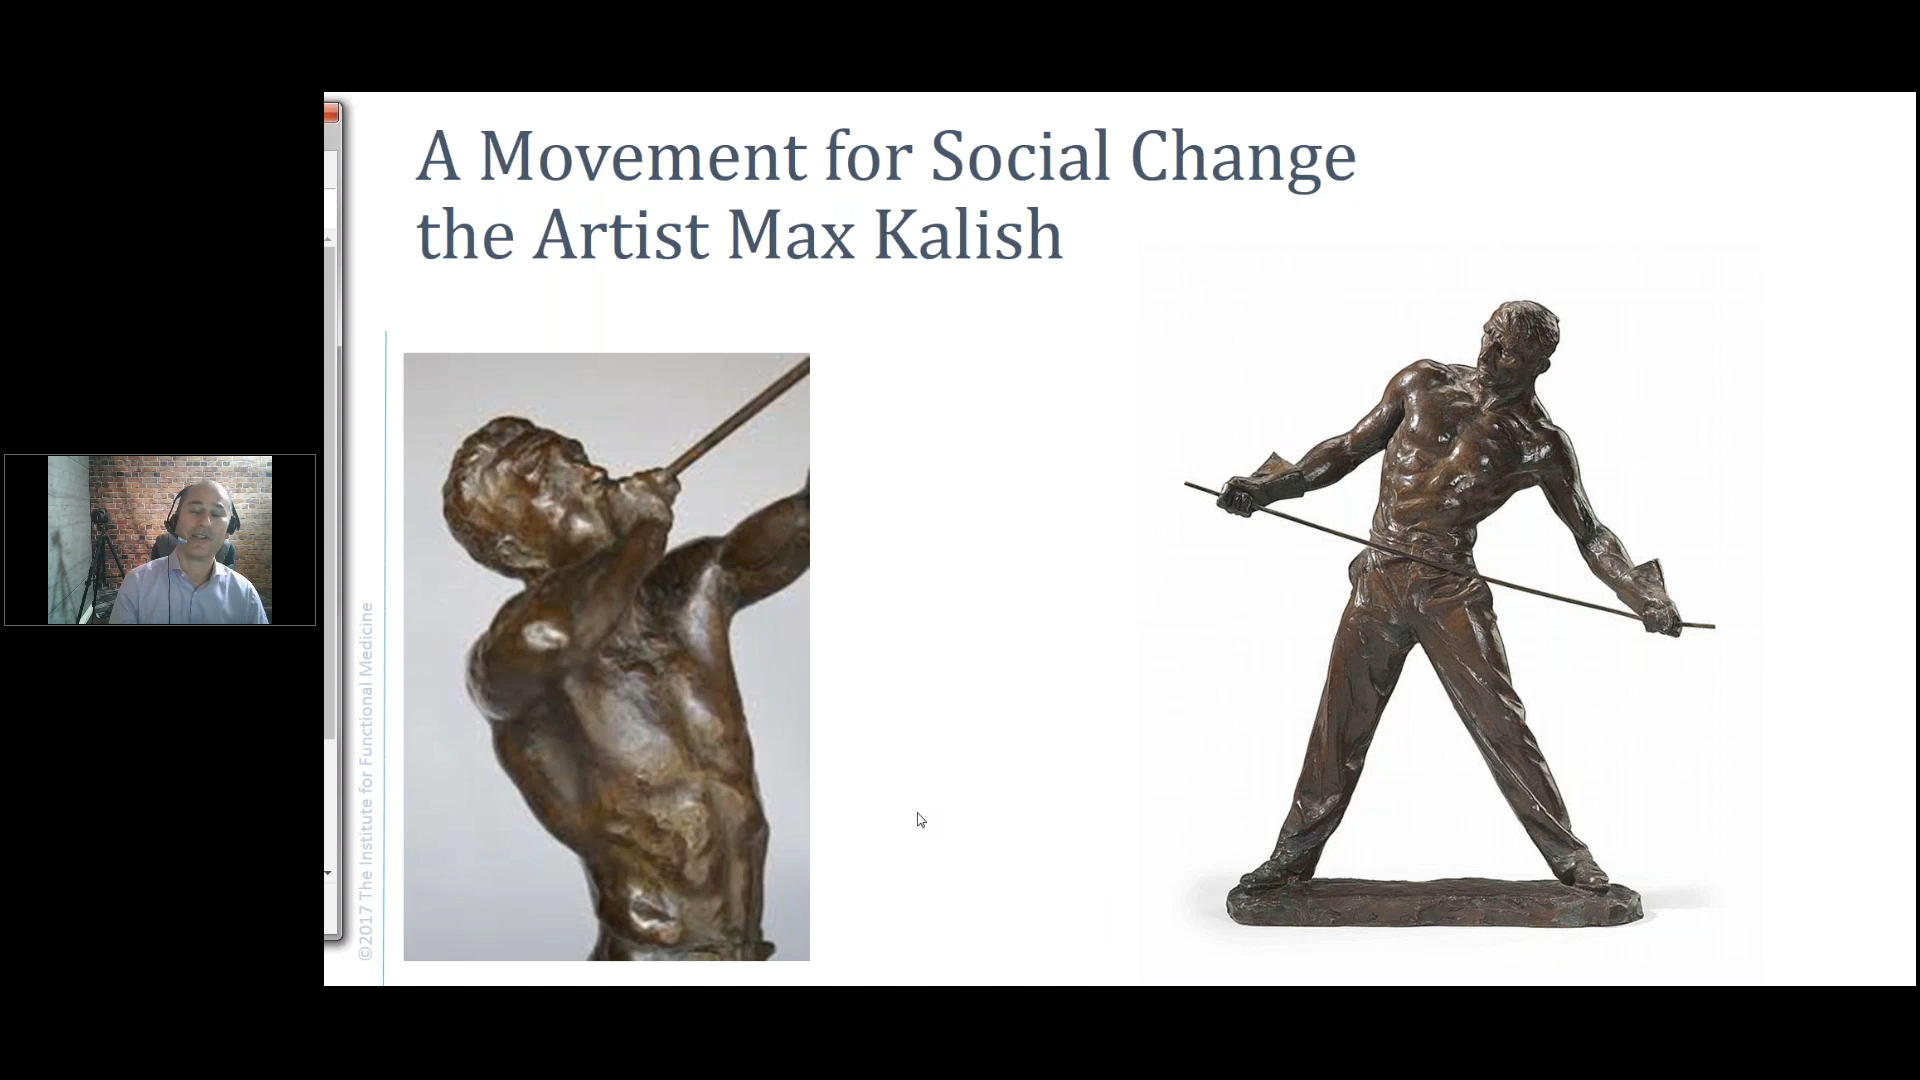 A Movement for Social Change
the Artist Max Kalish
©2017 The Institute for Functional Medicine